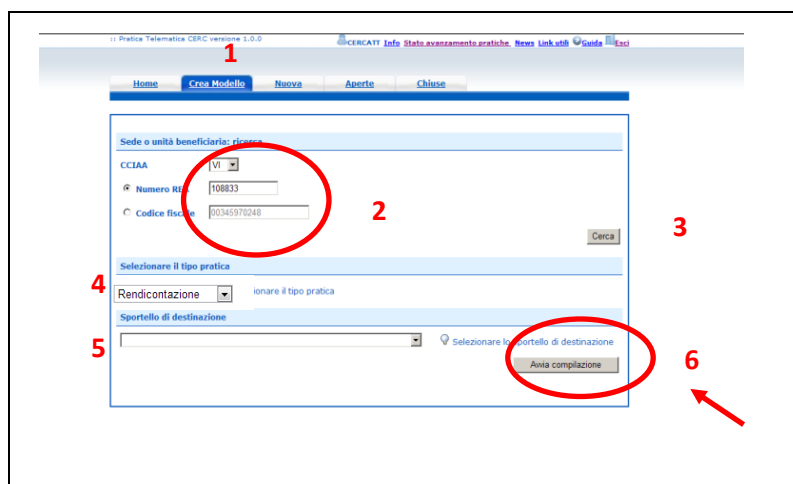 :: Pratica Telematica CERC versione 1.0.0 CERCATT Info Stato avanzamento pratiche News Link utili Guida Esci
1
Home Crea Modello Nuova Aperte Chiuse
Sede o unità beneficiaria: ricerca
CCIAA VI
Numero REA 108833
2
Codice fiscale 00345970248
3
Cerca
Selezionare il tipo pratica
4
Rendicontazione ionare il tipo pratica
Sportello di destinazione
5
Selezionare lo sportello di destinazione
Avvia compilazione
6